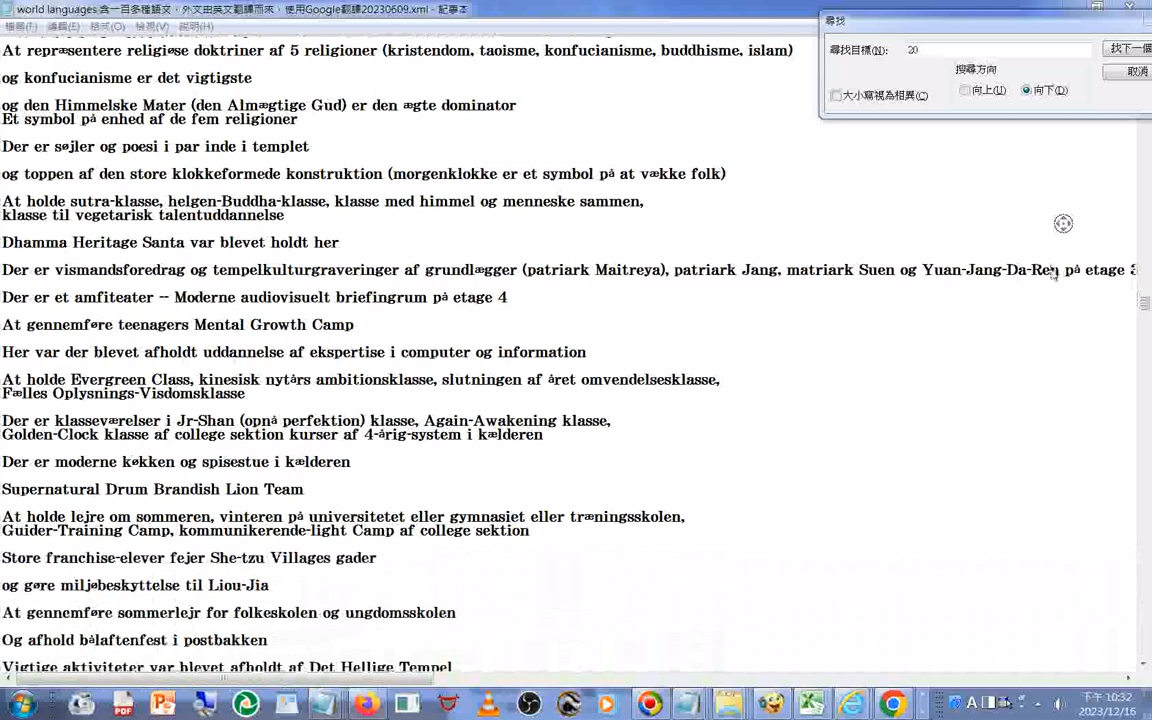 world languages 含一百多種語文，外文由英文翻譯而來，使用Google翻譯20230609.xml - 記事本
檔案(F) 編輯(E) 格式(O) 檢視(V) 說明(H)
At repræsentere religiøse doktriner af 5 religioner (kristendom, taoisme, konfucianisme, buddhisme, islam)
og konfucianisme er det vigtigste
og den Himmelske Mater (den Almægtige Gud) er den ægte dominator
Et symbol på enhed af de fem religioner
Der er søjler og poesi i par inde i templet
og toppen af den store klokkeformede konstruktion (morgenklokke er et symbol på at vække folk)
At holde sutra-klasse, helgen-Buddha-klasse, klasse med himmel og menneske sammen,
klasse til vegetarisk talentuddannelse
Dhamma Heritage Santa var blevet holdt her
Der er vismandsforedrag og tempelkulturgraveringer af grundlægger (patriark Maitreya), patriark Jang, matriark Suen og Yuan-Jang-Da-Ren på etage 3
Der er et amfiteater -- Moderne audiovisuelt briefingrum på etage 4
At gennemføre teenagers Mental Growth Camp
Her var der blevet afholdt uddannelse af ekspertise i computer og information
At holde Evergreen Class, kinesisk nytårs ambitionsklasse, slutningen af året omvendelsesklasse,
Fælles Oplysnings-Visdomsklasse
Der er klasseværelser i Jr-Shan (opnå perfektion) klasse, Again-Awakening klasse,
Golden-Clock klasse af college sektion kurser af 4-årig-system i kælderen
Der er moderne køkken og spisestue i kælderen
Supernatural Drum Brandish Lion Team
At holde lejre om sommeren, vinteren på universitetet eller gymnasiet eller træningsskolen,
Guider-Training Camp, kommunikerende-light Camp af college sektion
Store franchise-elever fejer She-tzu Villages gader
og gøre miljøbeskyttelse til Liou-Jia
At gennemføre sommerlejr for folkeskolen og ungdomsskolen
Og afhold bålaftenfest i postbakken
Vigtige aktiviteter var blevet afholdt af Det Hellige Tempel
尋找
尋找目標(N): 20
找下一個
搜尋方向
取消
大小寫視為相異(C)
向上(U) 向下(D)
下午 10:32
2023/12/16